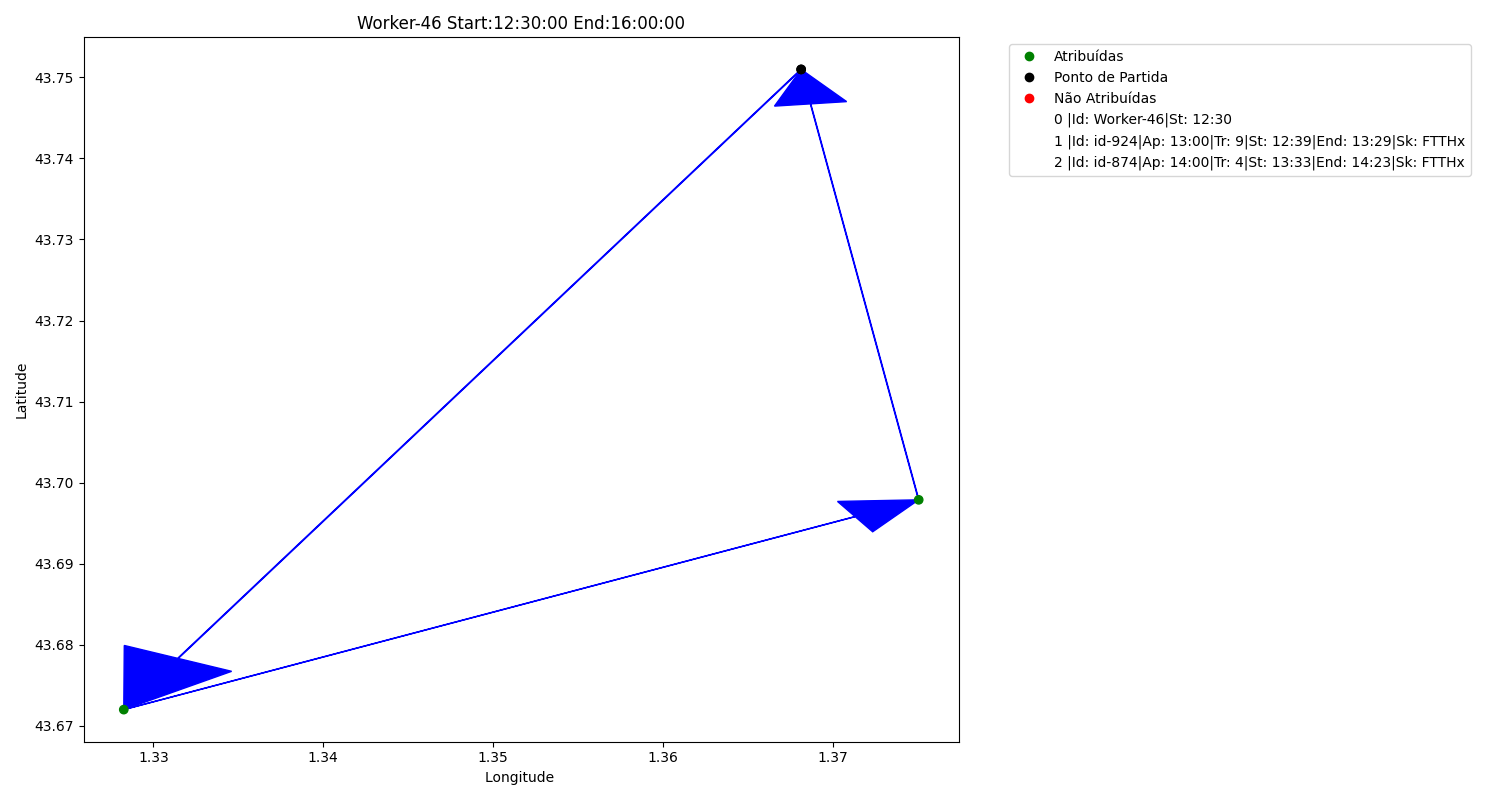 Worker-46 Start:12:30:00 End:16:00:00
43.75
43.74
43.73
43.72
43.71
43.70
43.69
43.68
43.67
Latitude
1.33
1.34
1.35
1.36
1.37
Longitude
Atribuídas
Ponto de Partida
Não Atribuídas
0 |Id: Worker-46|St: 12:30
1 |Id: id-924|Ap: 13:00|Tr: 9|St: 12:39|End: 13:29|Sk: FTTHx
2 |Id: id-874|Ap: 14:00|Tr: 4|St: 13:33|End: 14:23|Sk: FTTHx